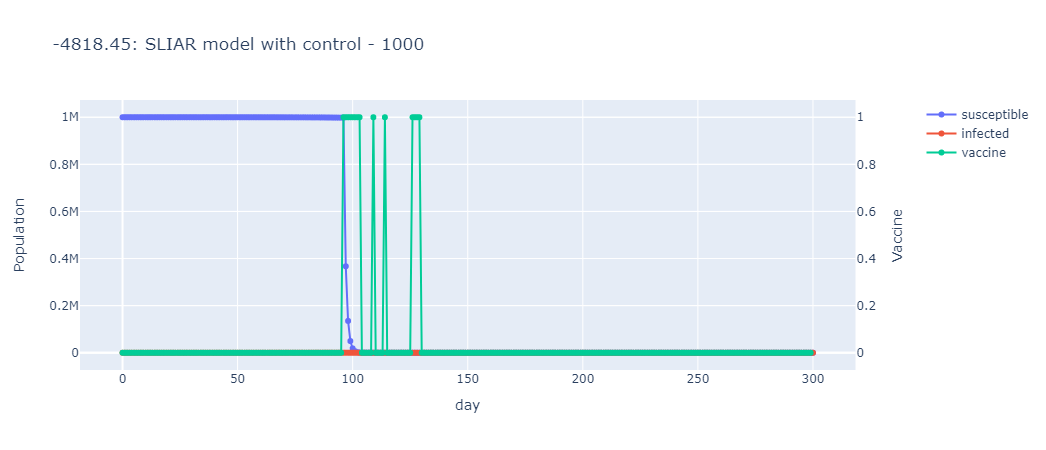 -4818.45: SLIAR model with control - 1000
susceptible
infected
vaccine
1M
0.8M
0.6M
0.4M
0.2M
0
Population
1
0.8
0.6
0.4
0.2
0
Vaccine
0
50
100
150
200
250
300
day